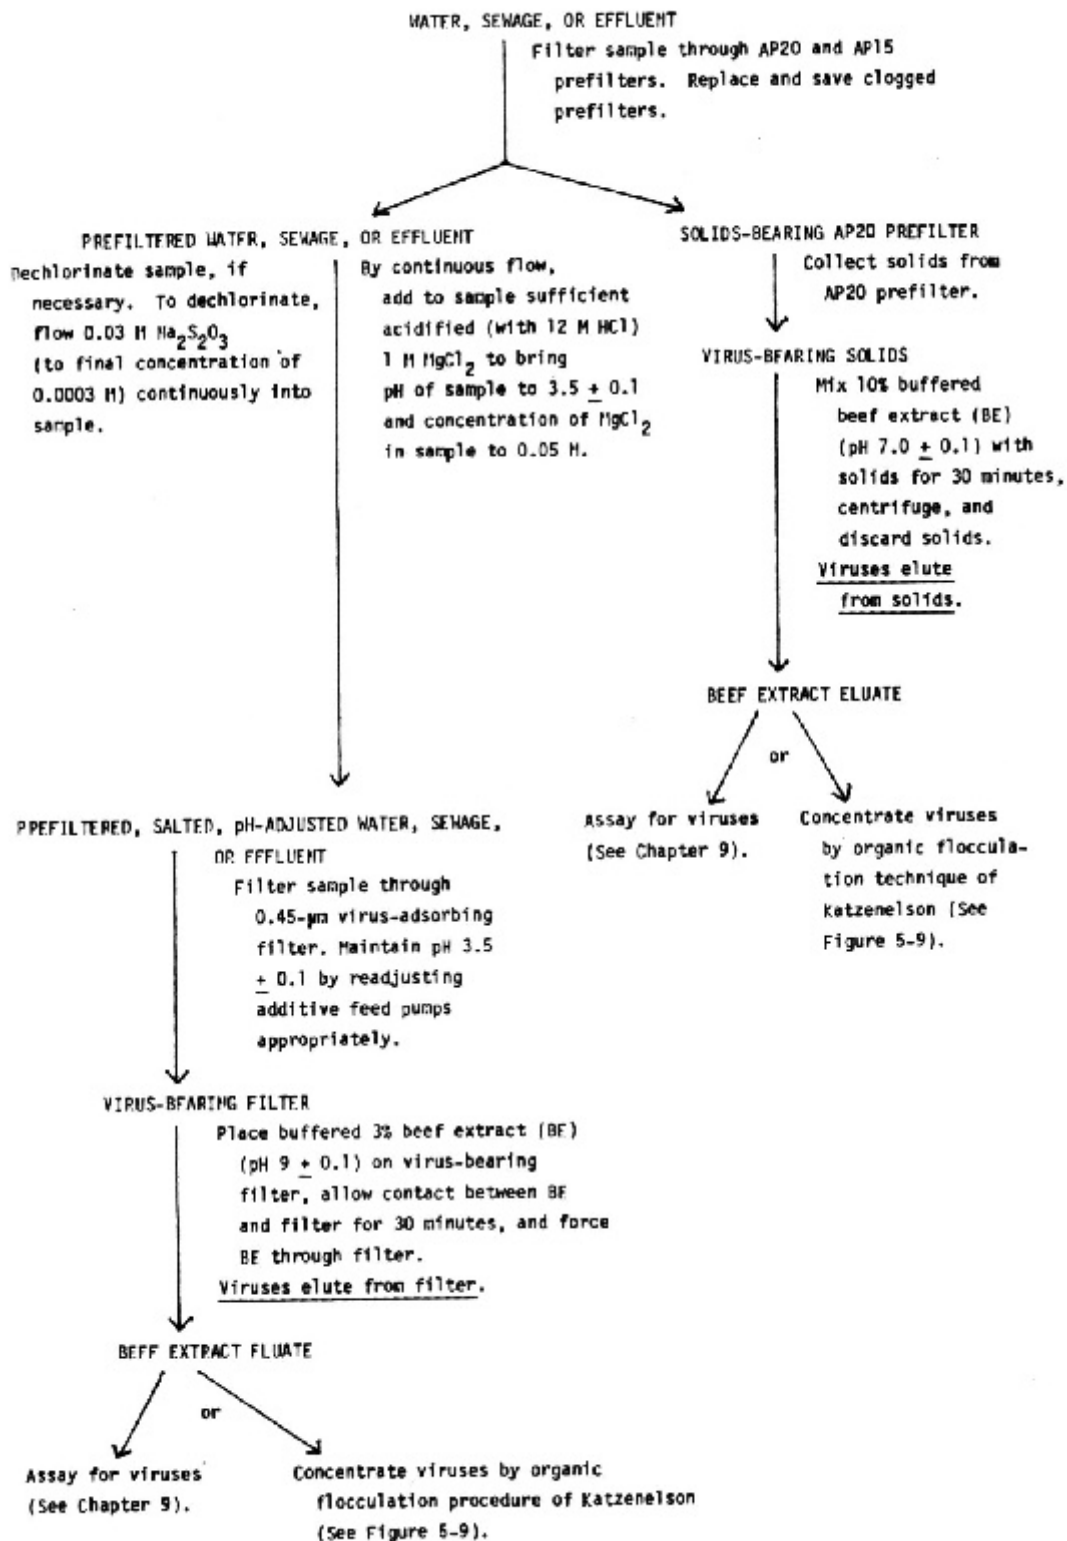 WATER, SEWAGE, OR EFFLUENT
Filter sample through AP20 and AP15
prefilters. Replace and save clogged
prefilters.
PREFILTERED WATER, SEWAGE, OR EFFLUENT
Dechlorinate sample, if
necessary. To dechlorinate,
flow 0.03 M Na₂S₂O₃
(to final concentration of
0.0003 M) continuously into
sample.
By continuous flow,
add to sample sufficient
acidified (with 12 M HCl)
1 M MgCl₂ to bring
pH of sample to 3.5 ± 0.1
and concentration of MgCl₂
in sample to 0.05 M.
SOLIDS-BEARING AP20 PREFILTER
Collect solids from
AP20 prefilter.
VIRUS-BEARING SOLIDS
Mix 10% buffered
beef extract (BE)
(pH 7.0 ± 0.1) with
solids for 30 minutes,
centrifuge, and
discard solids.
Viruses elute
from solids.
BEEF EXTRACT ELUATE
or
Assay for viruses
(See Chapter 9).
Concentrate viruses
by organic floccula-
tion technique of
Katzenelson (See
Figure 5-9).
PREFILTERED, SALTED, pH-ADJUSTED WATER, SEWAGE,
OR EFFLUENT
Filter sample through
0.45-µm virus-adsorbing
filter. Maintain pH 3.5
± 0.1 by readjusting
additive feed pumps
appropriately.
VIRUS-BEARING FILTER
Place buffered 3% beef extract (BE)
(pH 9 ± 0.1) on virus-bearing
filter, allow contact between BE
and filter for 30 minutes, and force
BE through filter.
Viruses elute from filter.
BEEF EXTRACT ELUATE
or
Assay for viruses
(See Chapter 9).
Concentrate viruses by organic
flocculation procedure of Katzenelson
(See Figure 5-9).